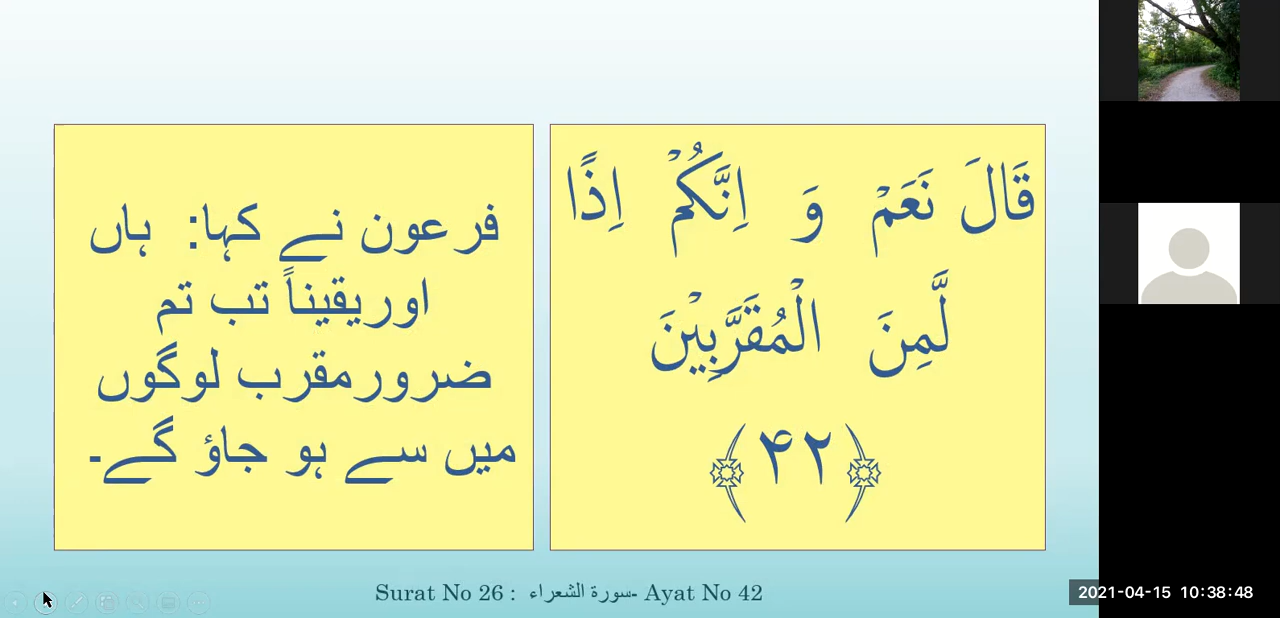 قَالَ نَعَمْ وَ اِنَّكُمْ اِذًا
لَّمِنَ الْمُقَرَّبِيْنَ
﴿۴۲﴾
فرعون نے کہا: ہاں
اوریقیناً تب تم
ضرورمقرب لوگوں
میں سے ہو جاؤ گے۔
Surat No 26 : سورة الشعراء- Ayat No 42
2021-04-15 10:38:48